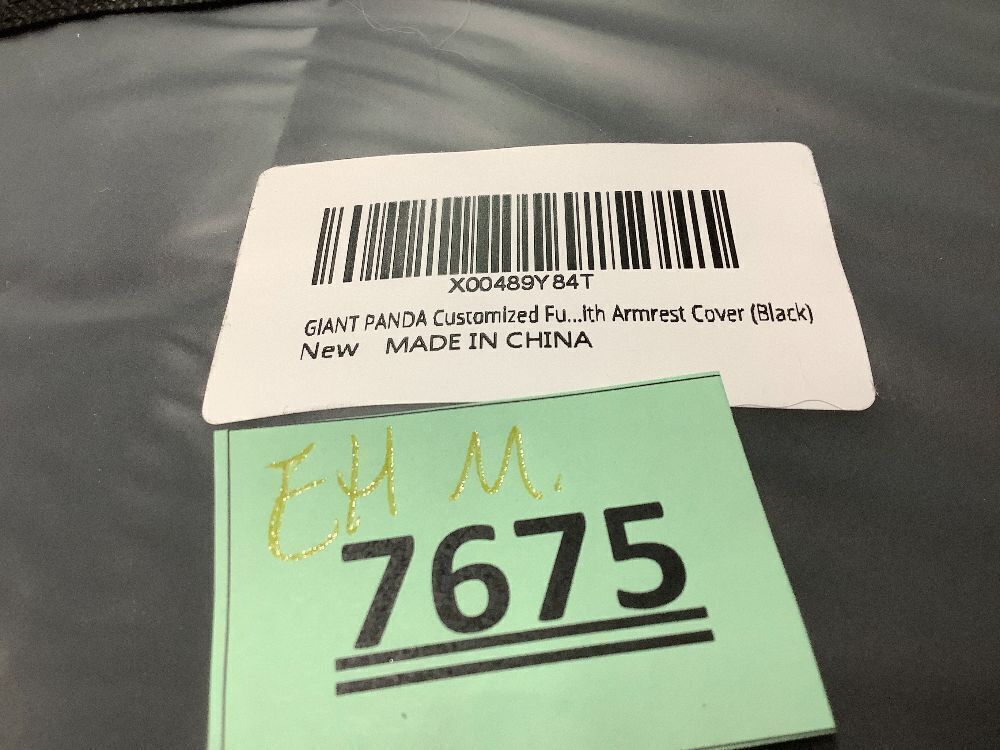 X00489Y84T
GIANT PANDA Customized Fu...ith Armrest Cover (Black)
New MADE IN CHINA
EH M.
7675